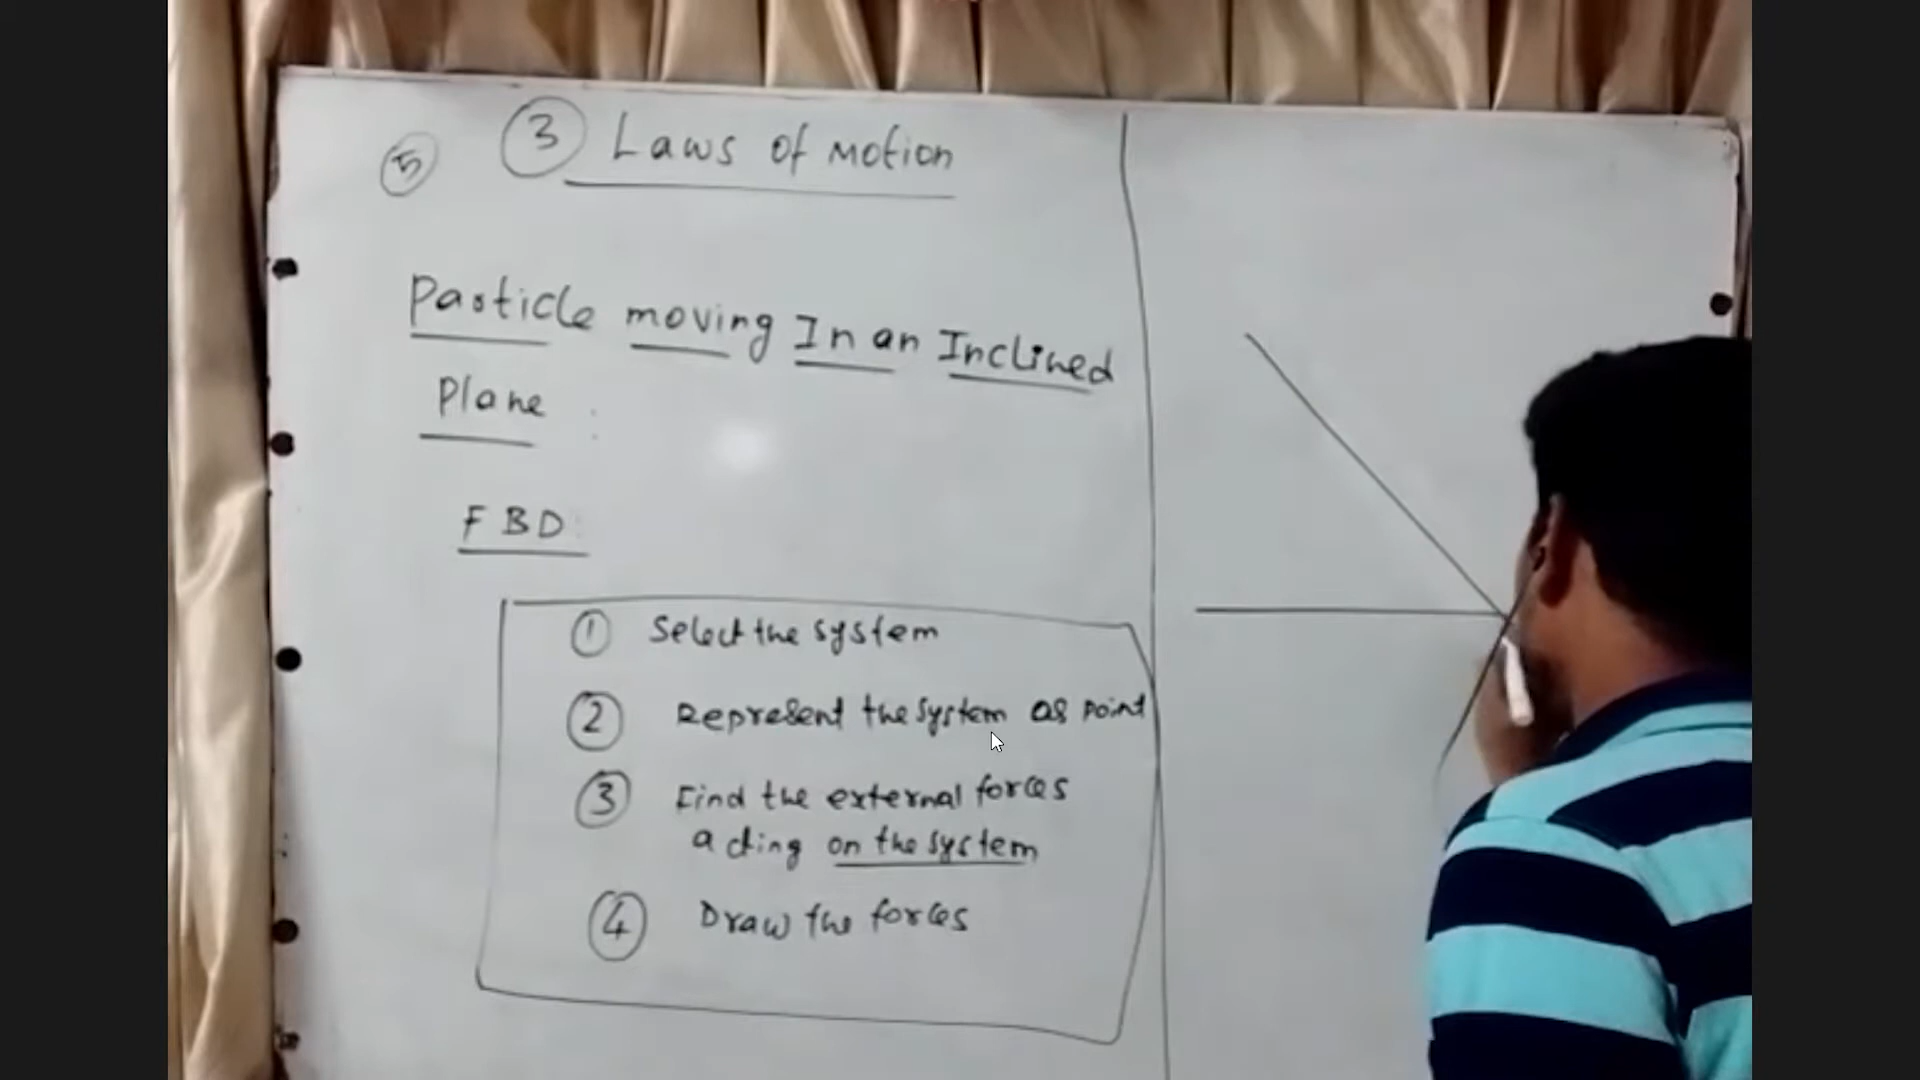 5
3 Laws of Motion
Particle moving In an Inclined
Plane :
FBD
1 Select the system
2 Represent the system as point
3 Find the external forces
acting on the system
4 Draw the forces